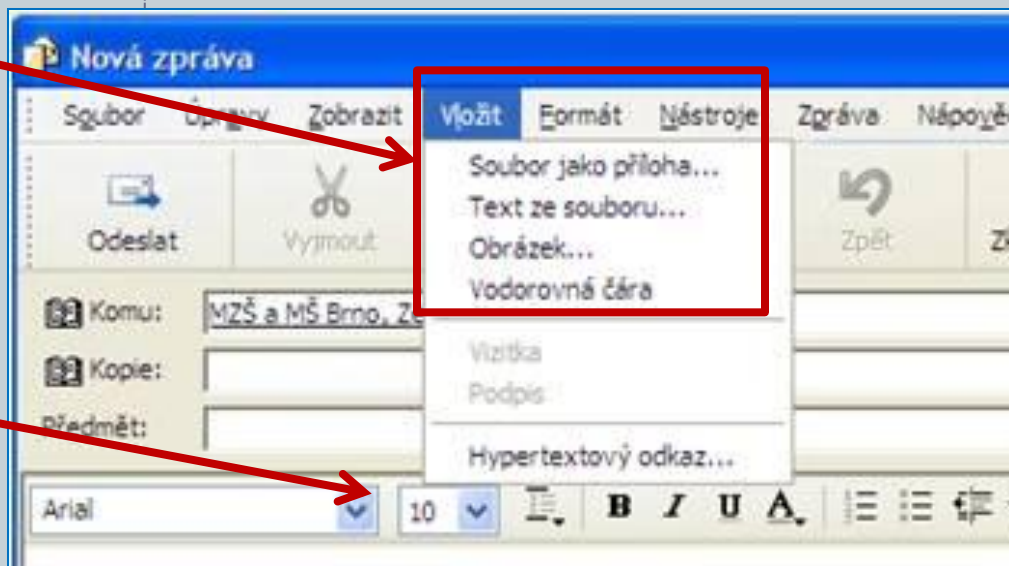 Nová zpráva
Soubor Úpravy Zobrazit Vložit Formát Nástroje Zpráva
Soubor jako příloha...
Text ze souboru...
Obrázek...
Vodorovná čára
Vizitka
Podpis
Hypertextový odkaz...
Odeslat Vyjmout Zpět
Komu: MZŠ a MŠ Brno,
Kopie:
Předmět:
Arial 10 B I U A